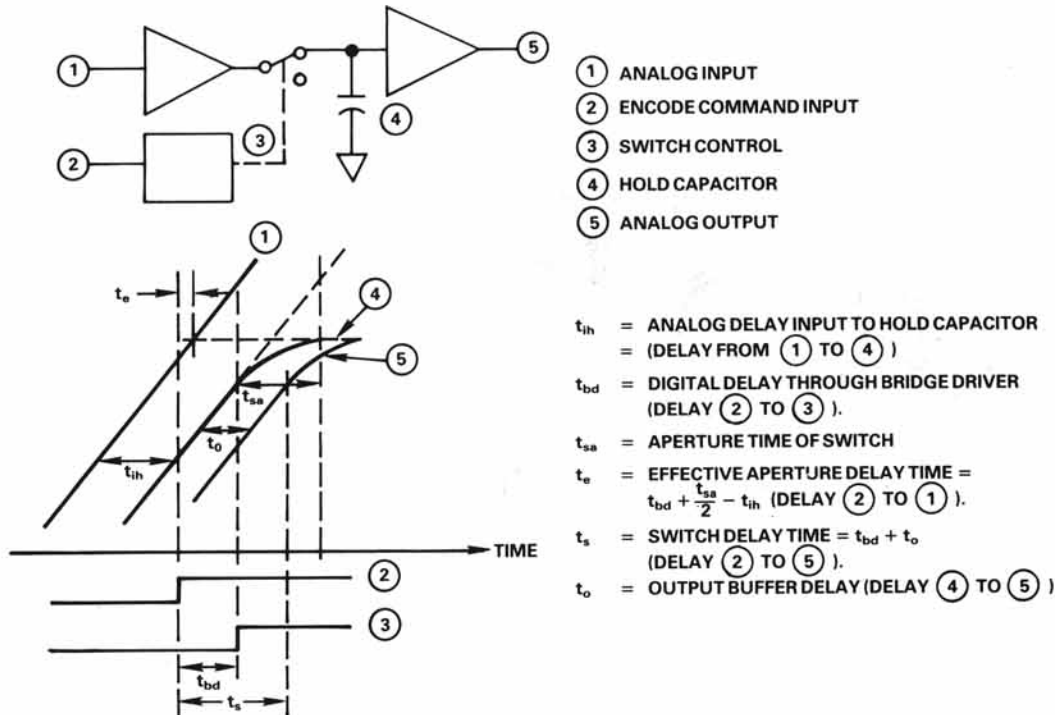 ① ② ③ ④ ⑤
① ANALOG INPUT
② ENCODE COMMAND INPUT
③ SWITCH CONTROL
④ HOLD CAPACITOR
⑤ ANALOG OUTPUT
①
te
④
⑤
tsa
to
tih
TIME
②
③
tbd
ts
tih = ANALOG DELAY INPUT TO HOLD CAPACITOR
= (DELAY FROM ① TO ④ )
tbd = DIGITAL DELAY THROUGH BRIDGE DRIVER
(DELAY ② TO ③ ).
tsa = APERTURE TIME OF SWITCH
te = EFFECTIVE APERTURE DELAY TIME =
tbd + tsa/2 − tih (DELAY ② TO ① ).
ts = SWITCH DELAY TIME = tbd + to
(DELAY ② TO ⑤ ).
to = OUTPUT BUFFER DELAY (DELAY ④ TO ⑤ )